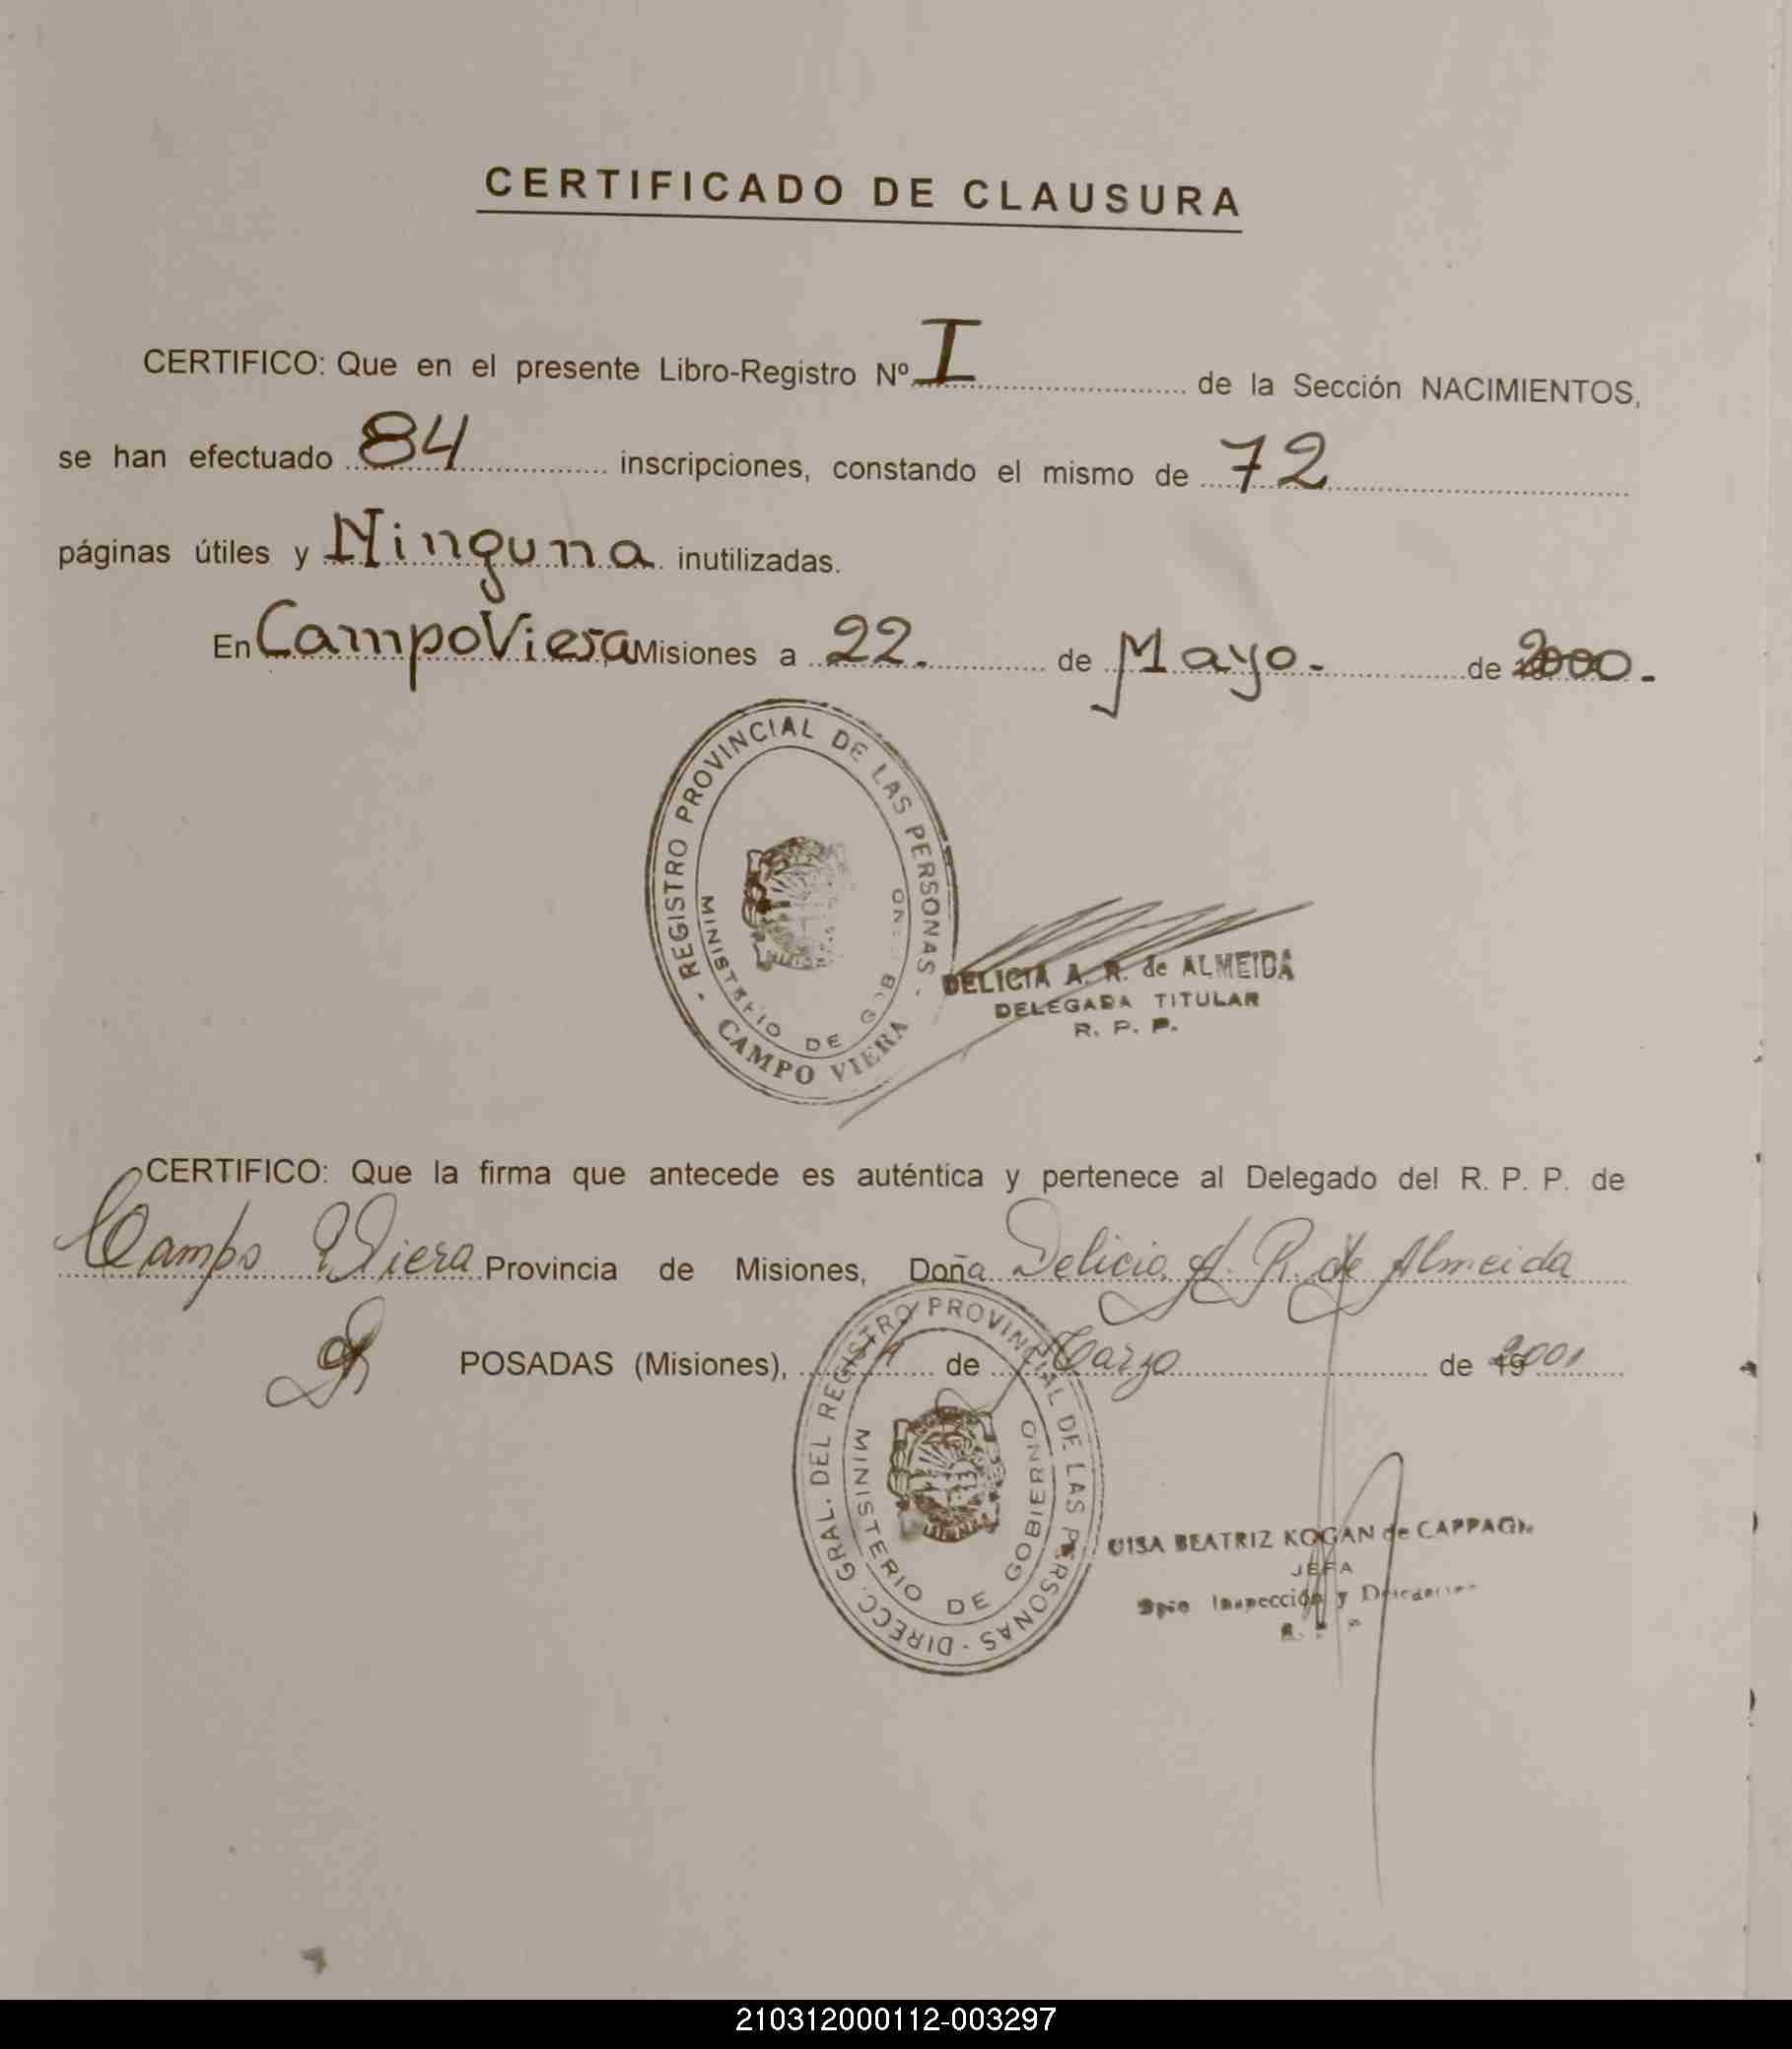 CERTIFICADO DE CLAUSURA
CERTIFICO: Que en el presente Libro-Registro Nº I de la Sección NACIMIENTOS,
se han efectuado 84 inscripciones, constando el mismo de 72
páginas útiles y Ninguna inutilizadas.
En Campo Viera Misiones a 22. de Mayo. de 2000.-
- REGISTRO PROVINCIAL DE LAS PERSONAS -
MINISTERIO DE
CAMPO VIERA
DELICIA A. R. de ALMEIDA
DELEGADA TITULAR
R. P. P.
CERTIFICO: Que la firma que antecede es auténtica y pertenece al Delegado del R. P. P. de
Campo Viera Provincia de Misiones, Doña Delicia A. R. de Almeida
POSADAS (Misiones), de Marzo de 2001
DIRECC. GRAL. DEL REGISTRO PROVINCIAL DE LAS PERSONAS -
MINISTERIO DE GOBIERNO
BEATRIZ KOGAN de
JEFA
Inspección y
210312000112-003297